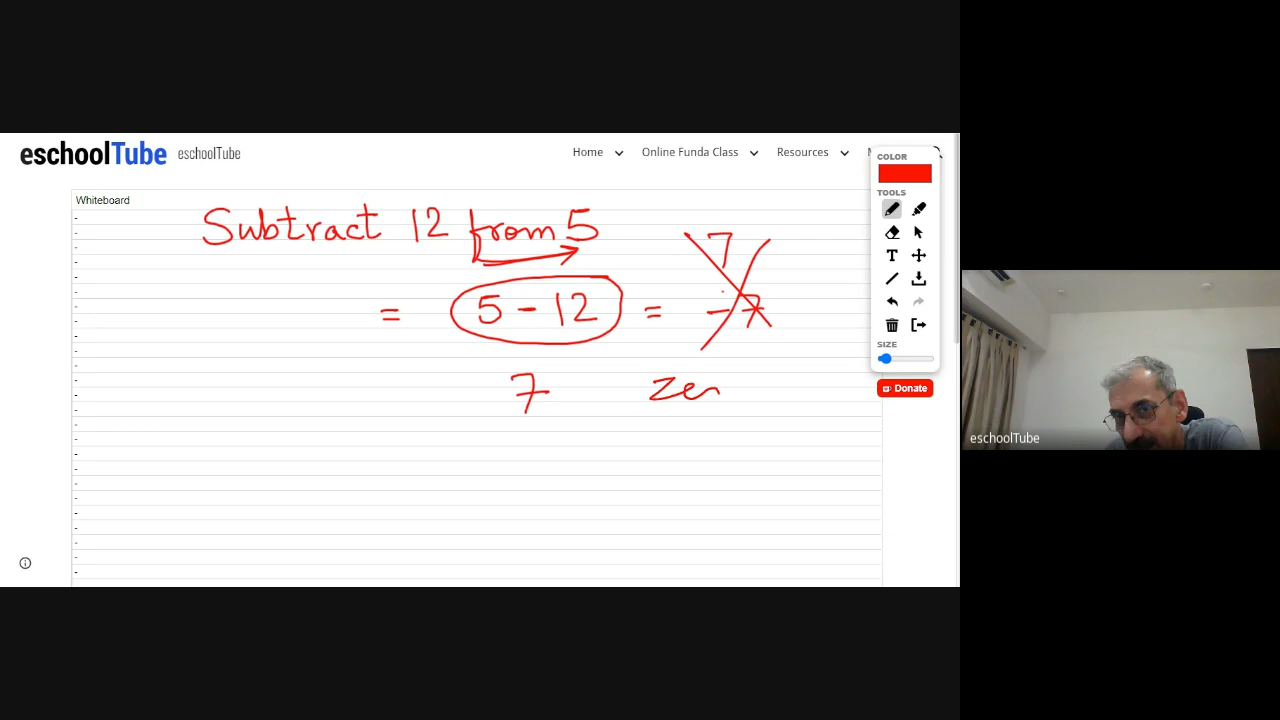 eschoolTube eschoolTube Home Online Funda Class Resources
COLOR
TOOLS
Whiteboard
Subtract 12 from 5
7
= 5 - 12 = - 7
T
SIZE
7 zer
Donate
eschoolTube